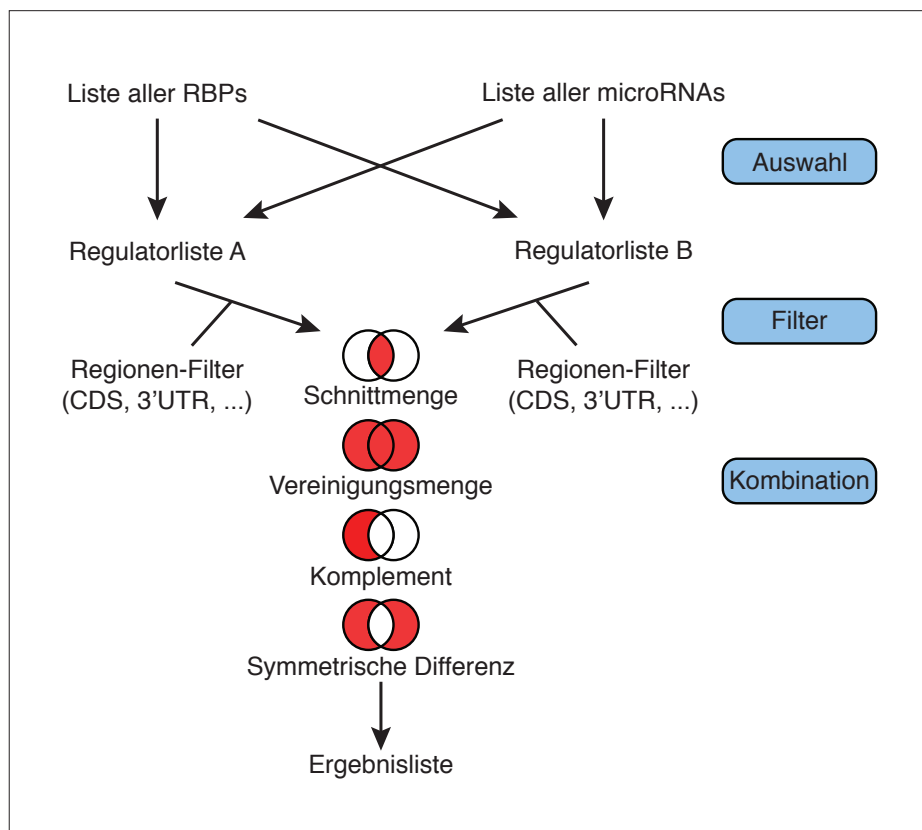 Liste aller RBPs
Liste aller microRNAs
Auswahl
Regulatorliste A
Regulatorliste B
Filter
Regionen-Filter
(CDS, 3'UTR, ...)
Regionen-Filter
(CDS, 3'UTR, ...)
Schnittmenge
Kombination
Vereinigungsmenge
Komplement
Symmetrische Differenz
Ergebnisliste